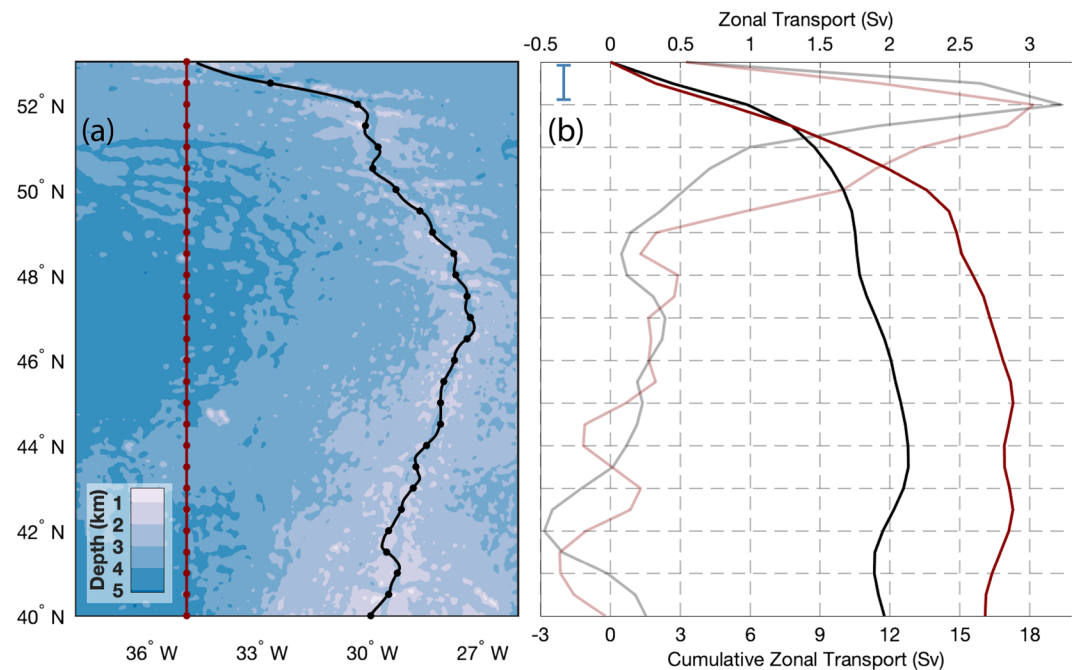 Zonal Transport (Sv)
-0.5 0 0.5 1 1.5 2 2.5 3
52° N
50° N
48° N
46° N
44° N
42° N
40° N
(a)
(b)
Depth (km)
1
2
3
4
5
36° W 33° W 30° W 27° W
-3 0 3 6 9 12 15 18
Cumulative Zonal Transport (Sv)